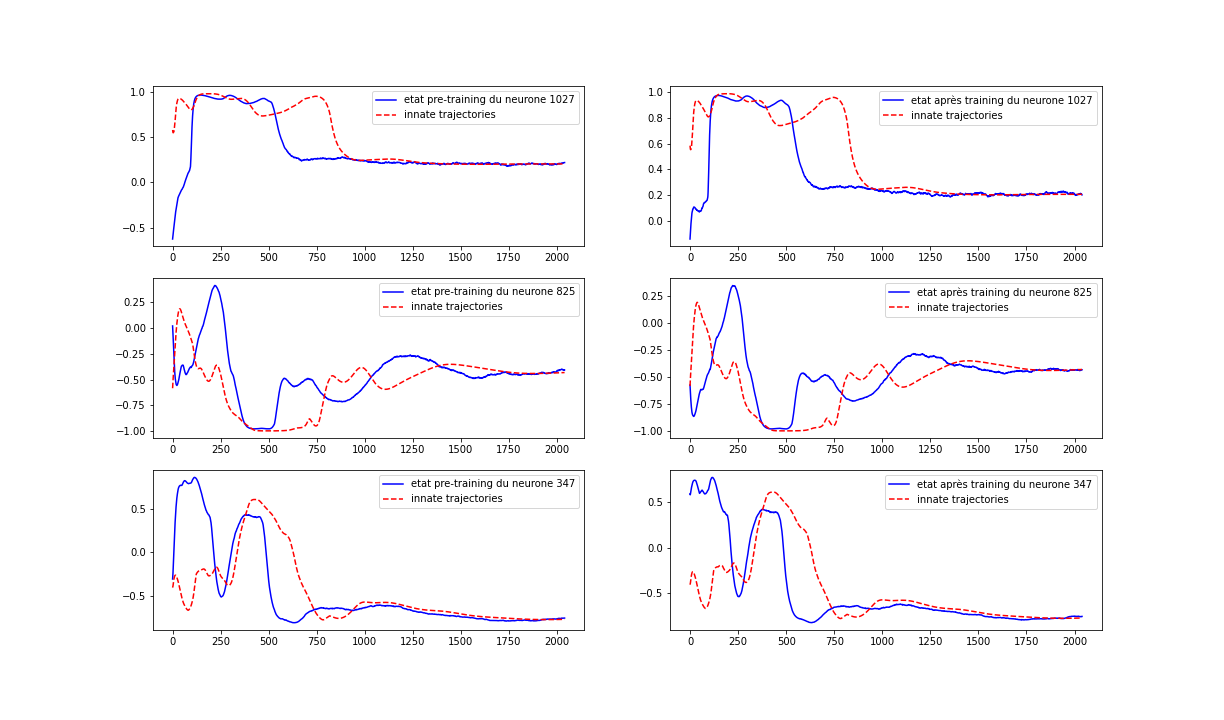 etat pre-training du neurone 1027
innate trajectories
1.0
0.5
0.0
−0.5
0 250 500 750 1000 1250 1500 1750 2000
etat après training du neurone 1027
innate trajectories
1.0
0.8
0.6
0.4
0.2
0.0
0 250 500 750 1000 1250 1500 1750 2000
etat pre-training du neurone 825
innate trajectories
0.25
0.00
−0.25
−0.50
−0.75
−1.00
0 250 500 750 1000 1250 1500 1750 2000
etat après training du neurone 825
innate trajectories
0.25
0.00
−0.25
−0.50
−0.75
−1.00
0 250 500 750 1000 1250 1500 1750 2000
etat pre-training du neurone 347
innate trajectories
0.5
0.0
−0.5
0 250 500 750 1000 1250 1500 1750 2000
etat après training du neurone 347
innate trajectories
0.5
0.0
−0.5
0 250 500 750 1000 1250 1500 1750 2000